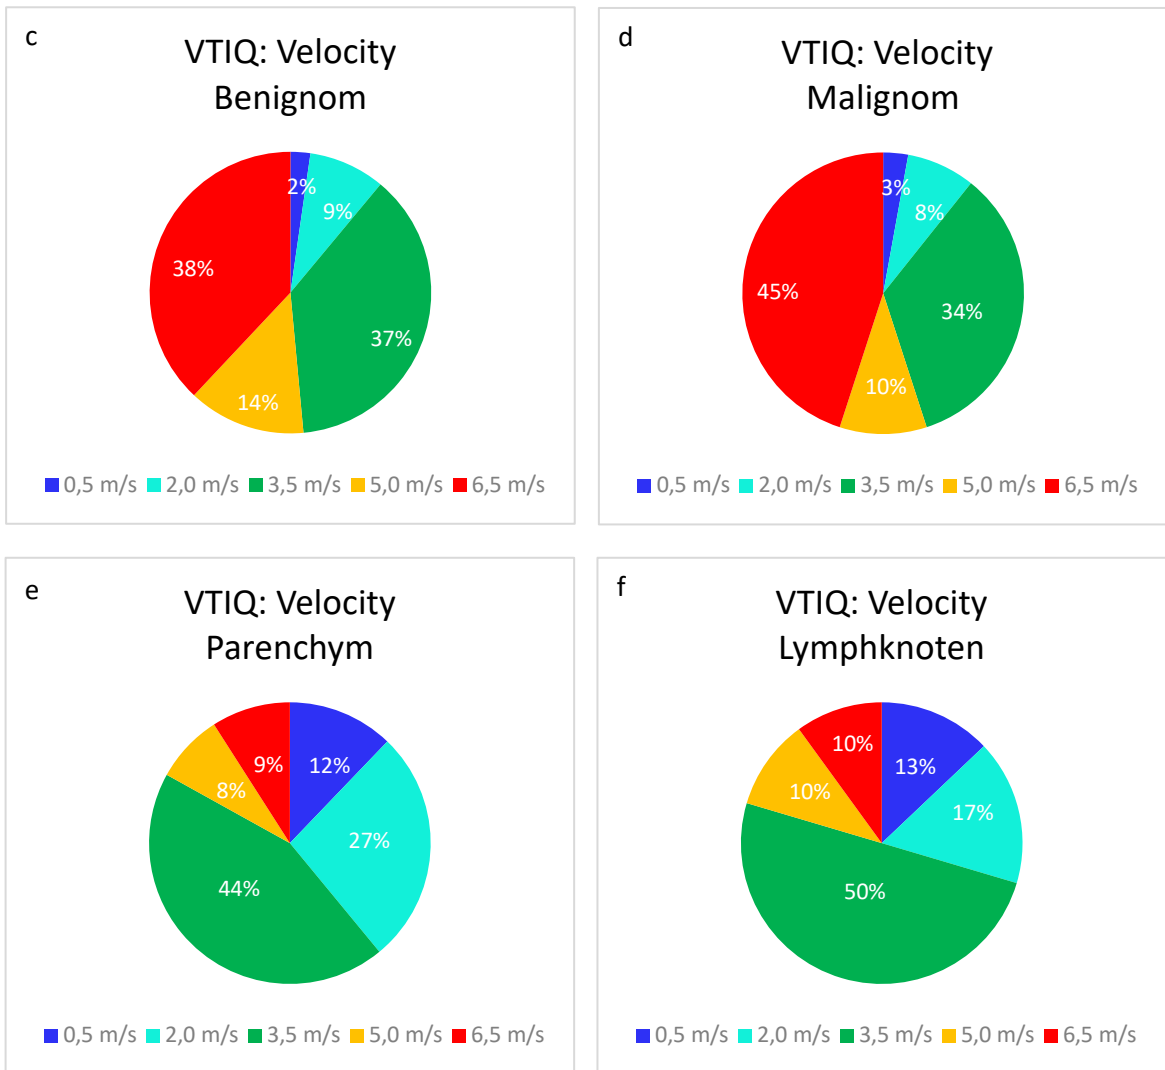 c
VTIQ: Velocity
Benignom
2%
9%
38%
37%
14%
0,5 m/s 2,0 m/s 3,5 m/s 5,0 m/s 6,5 m/s
d
VTIQ: Velocity
Malignom
3%
8%
45%
34%
10%
0,5 m/s 2,0 m/s 3,5 m/s 5,0 m/s 6,5 m/s
e
VTIQ: Velocity
Parenchym
9%
12%
8%
27%
44%
0,5 m/s 2,0 m/s 3,5 m/s 5,0 m/s 6,5 m/s
f
VTIQ: Velocity
Lymphknoten
10%
13%
10%
17%
50%
0,5 m/s 2,0 m/s 3,5 m/s 5,0 m/s 6,5 m/s